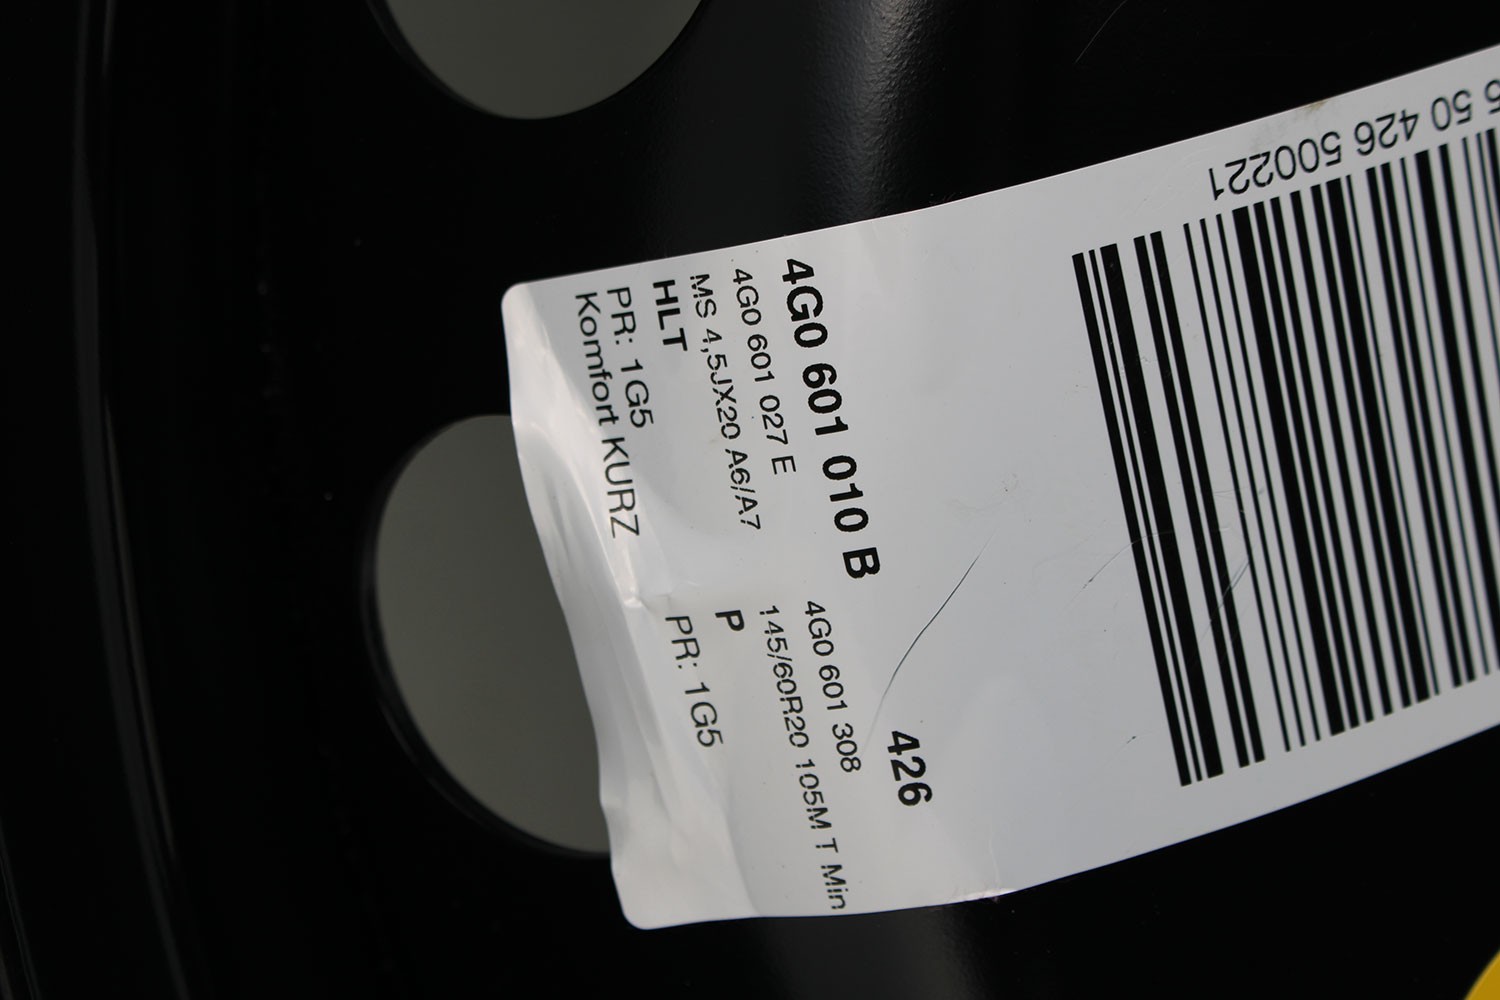 5 50 426 500221
4G0 601 010 B
426
4G0 601 027 E
4G0 601 308
MS 4,5JX20 A6/A7
145/60R20 105M T Min
HLT
P
PR: 1G5
PR: 1G5
Komfort KURZ